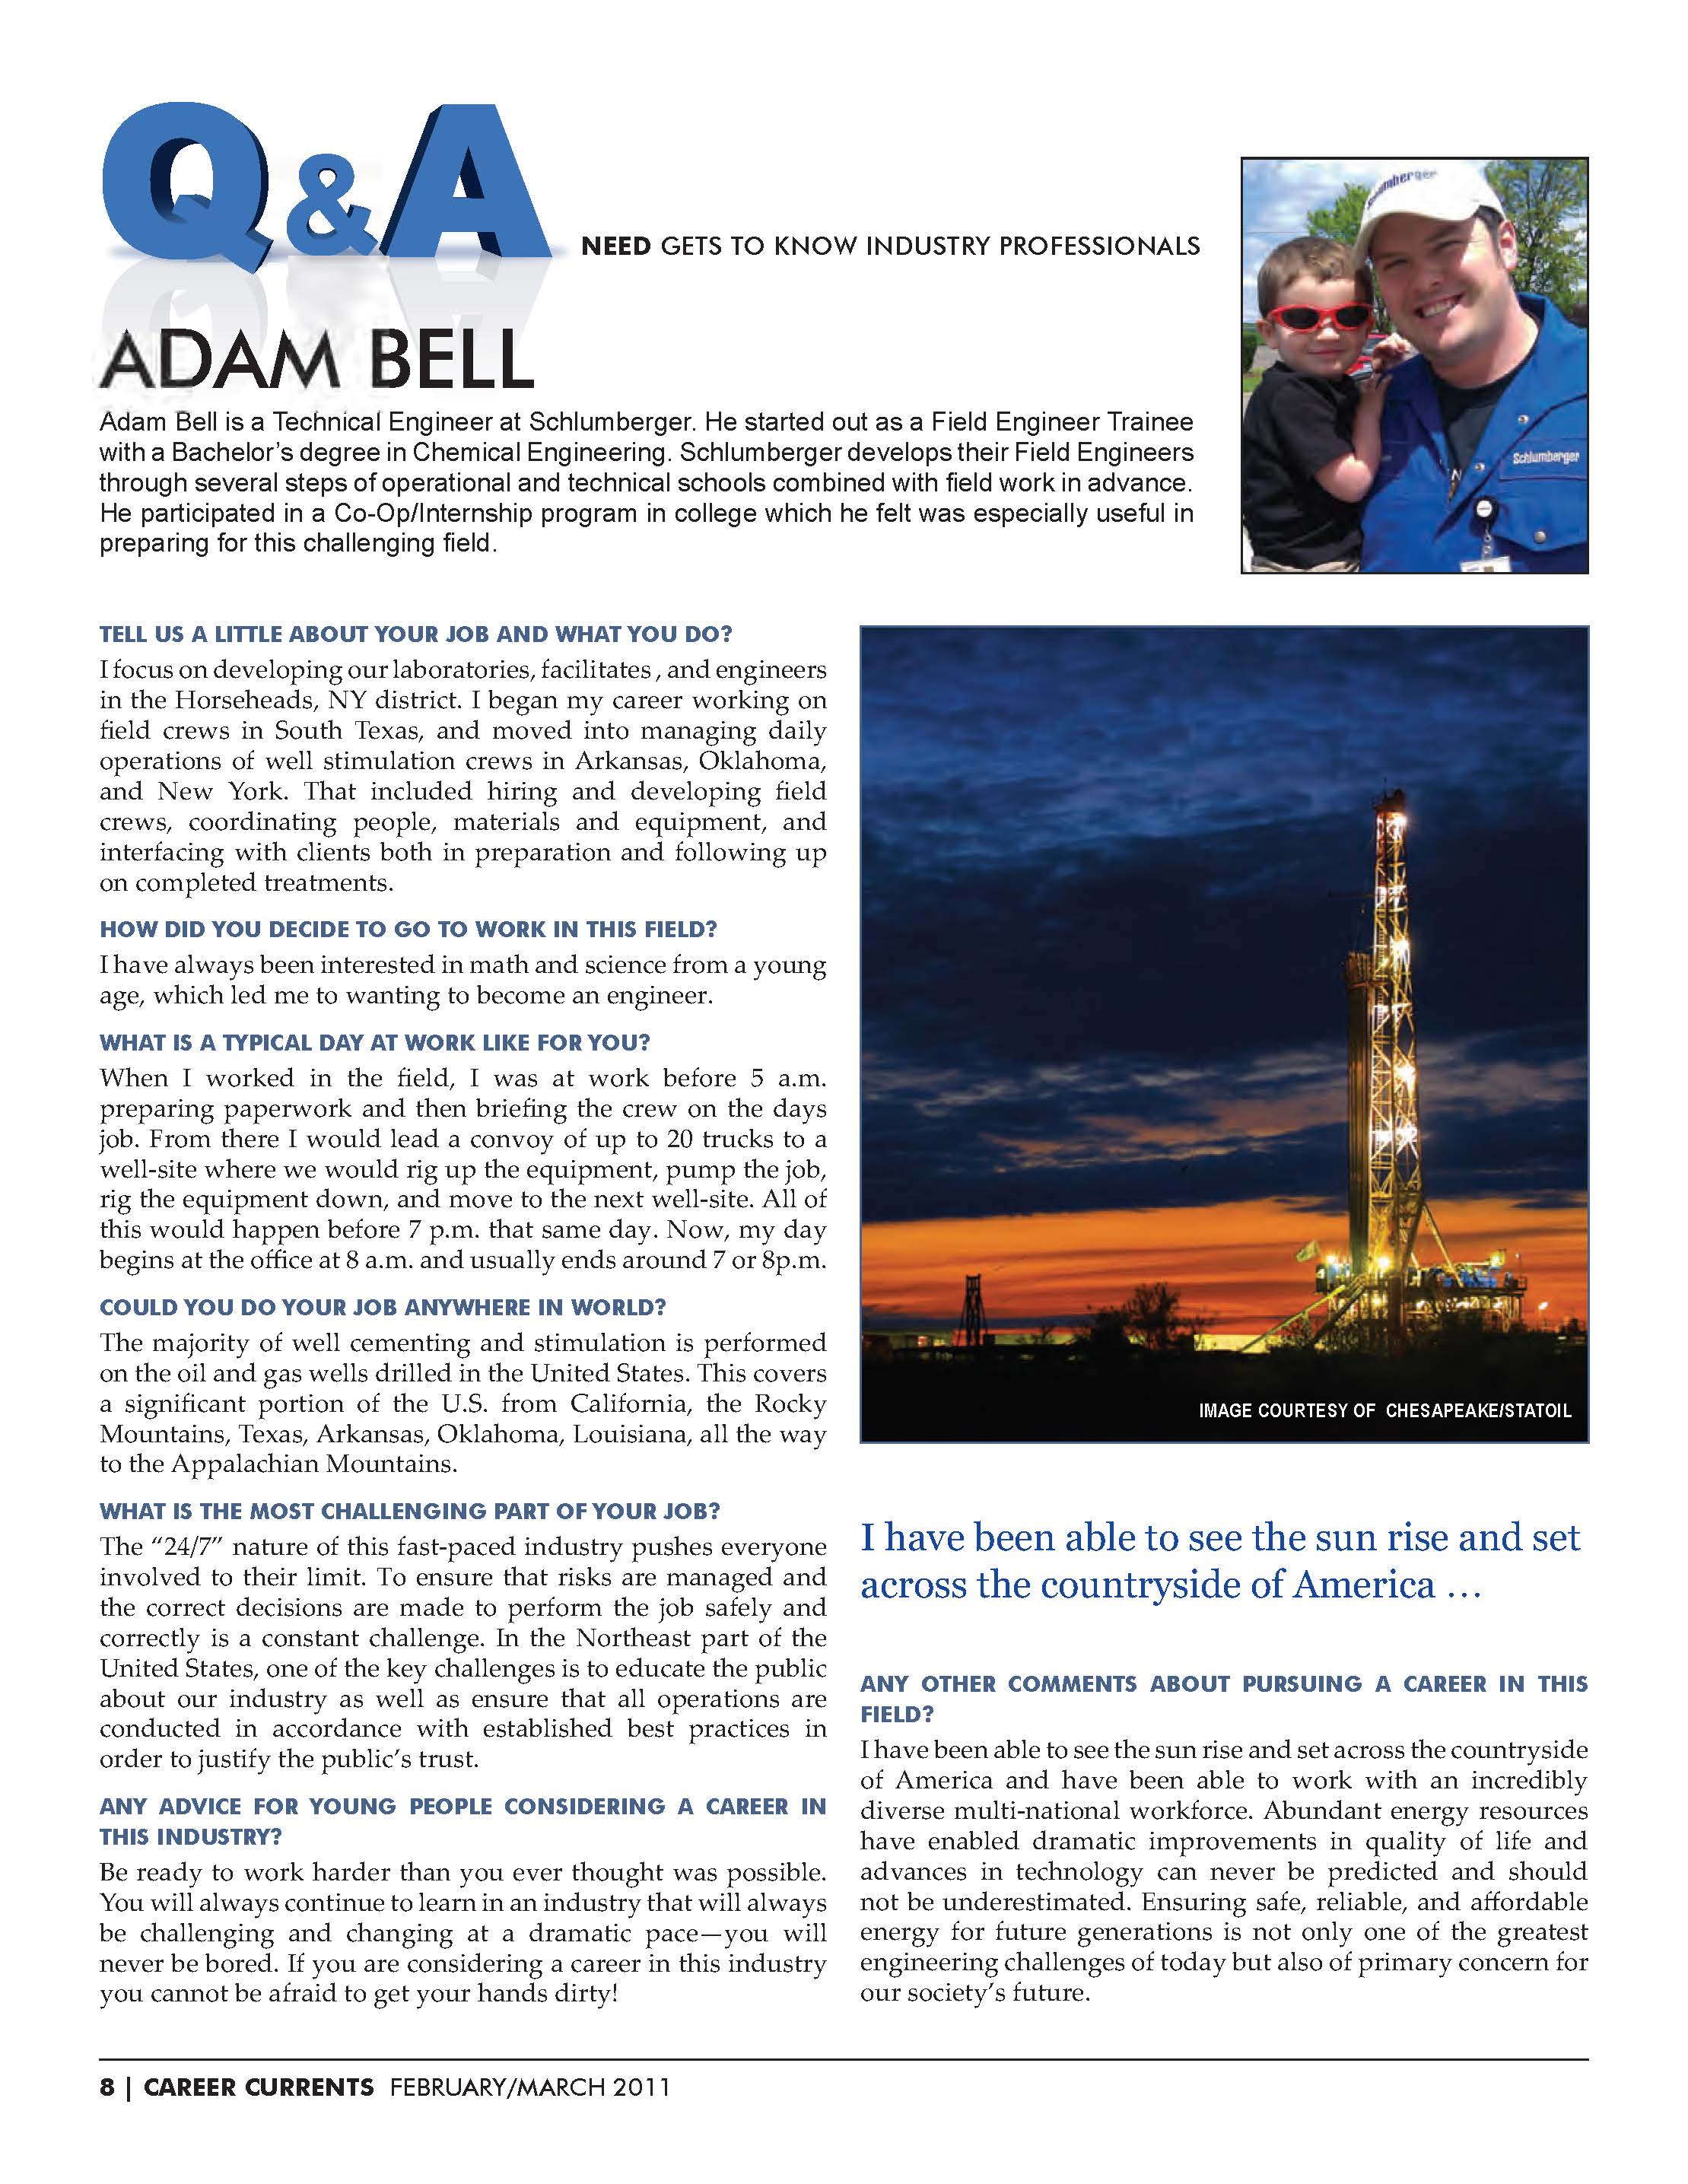 Q&A
NEED GETS TO KNOW INDUSTRY PROFESSIONALS
Schlumberger
ADAM BELL
Adam Bell is a Technical Engineer at Schlumberger. He started out as a Field Engineer Trainee
with a Bachelor's degree in Chemical Engineering. Schlumberger develops their Field Engineers
through several steps of operational and technical schools combined with field work in advance.
He participated in a Co-Op/Internship program in college which he felt was especially useful in
preparing for this challenging field.
TELL US A LITTLE ABOUT YOUR JOB AND WHAT YOU DO?
I focus on developing our laboratories, facilitates , and engineers
in the Horseheads, NY district. I began my career working on
field crews in South Texas, and moved into managing daily
operations of well stimulation crews in Arkansas, Oklahoma,
and New York. That included hiring and developing field
crews, coordinating people, materials and equipment, and
interfacing with clients both in preparation and following up
on completed treatments.
HOW DID YOU DECIDE TO GO TO WORK IN THIS FIELD?
I have always been interested in math and science from a young
age, which led me to wanting to become an engineer.
WHAT IS A TYPICAL DAY AT WORK LIKE FOR YOU?
When I worked in the field, I was at work before 5 a.m.
preparing paperwork and then briefing the crew on the days
job. From there I would lead a convoy of up to 20 trucks to a
well-site where we would rig up the equipment, pump the job,
rig the equipment down, and move to the next well-site. All of
this would happen before 7 p.m. that same day. Now, my day
begins at the office at 8 a.m. and usually ends around 7 or 8p.m.
COULD YOU DO YOUR JOB ANYWHERE IN WORLD?
The majority of well cementing and stimulation is performed
on the oil and gas wells drilled in the United States. This covers
a significant portion of the U.S. from California, the Rocky
Mountains, Texas, Arkansas, Oklahoma, Louisiana, all the way
to the Appalachian Mountains.
WHAT IS THE MOST CHALLENGING PART OF YOUR JOB?
The “24/7” nature of this fast-paced industry pushes everyone
involved to their limit. To ensure that risks are managed and
the correct decisions are made to perform the job safely and
correctly is a constant challenge. In the Northeast part of the
United States, one of the key challenges is to educate the public
about our industry as well as ensure that all operations are
conducted in accordance with established best practices in
order to justify the public's trust.
ANY ADVICE FOR YOUNG PEOPLE CONSIDERING A CAREER IN
THIS INDUSTRY?
Be ready to work harder than you ever thought was possible.
You will always continue to learn in an industry that will always
be challenging and changing at a dramatic pace—you will
never be bored. If you are considering a career in this industry
you cannot be afraid to get your hands dirty!
IMAGE COURTESY OF CHESAPEAKE/STATOIL
I have been able to see the sun rise and set
across the countryside of America …
ANY OTHER COMMENTS ABOUT PURSUING A CAREER IN THIS
FIELD?
I have been able to see the sun rise and set across the countryside
of America and have been able to work with an incredibly
diverse multi-national workforce. Abundant energy resources
have enabled dramatic improvements in quality of life and
advances in technology can never be predicted and should
not be underestimated. Ensuring safe, reliable, and affordable
energy for future generations is not only one of the greatest
engineering challenges of today but also of primary concern for
our society's future.
8 | CAREER CURRENTS FEBRUARY/MARCH 2011